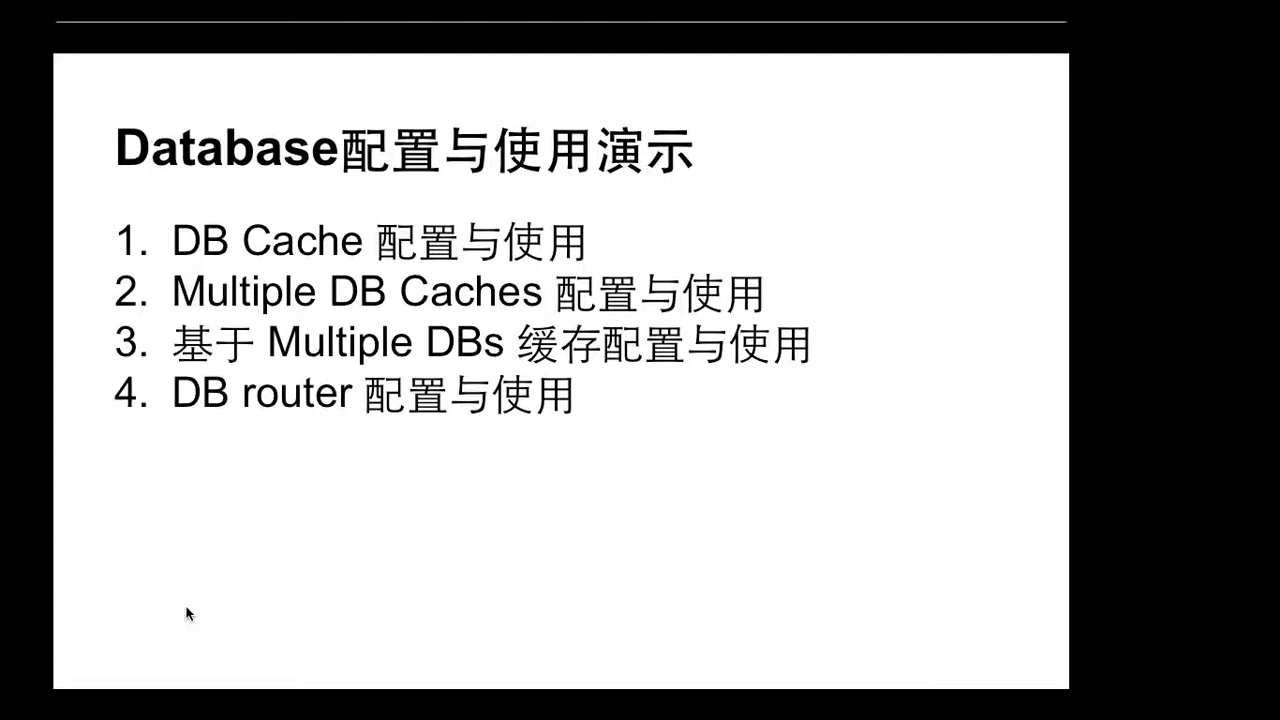 Database配置与使用演示
1. DB Cache 配置与使用
2. Multiple DB Caches 配置与使用
3. 基于 Multiple DBs 缓存配置与使用
4. DB router 配置与使用